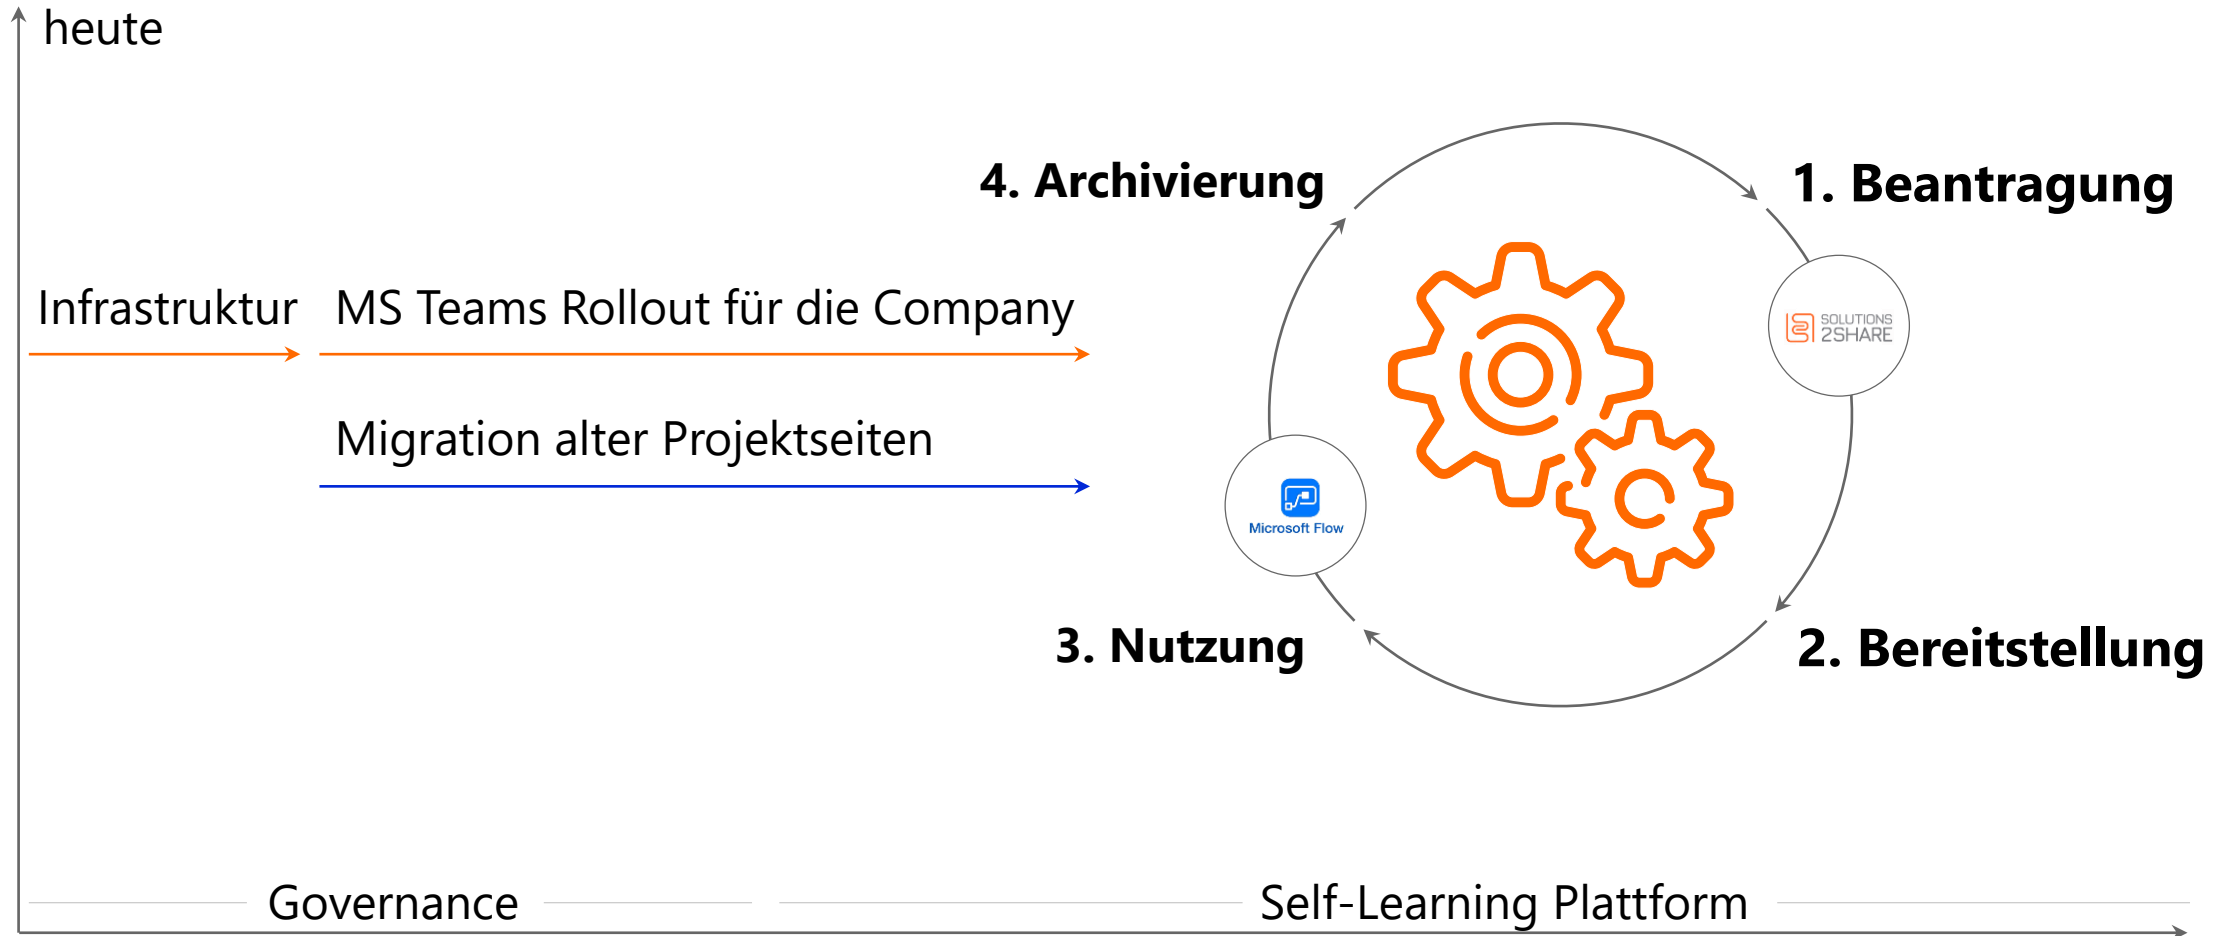 heute
4. Archivierung
1. Beantragung
Infrastruktur
MS Teams Rollout für die Company
SOLUTIONS
2SHARE
Migration alter Projektseiten
Microsoft Flow
3. Nutzung
2. Bereitstellung
Governance
Self-Learning Plattform